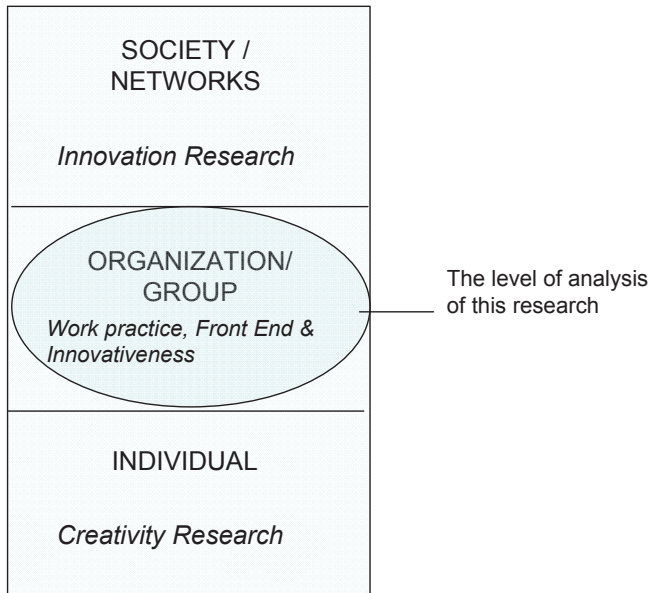 SOCIETY /
NETWORKS
Innovation Research
ORGANIZATION/
GROUP
Work practice, Front End &
Innovativeness
The level of analysis
of this research
INDIVIDUAL
Creativity Research